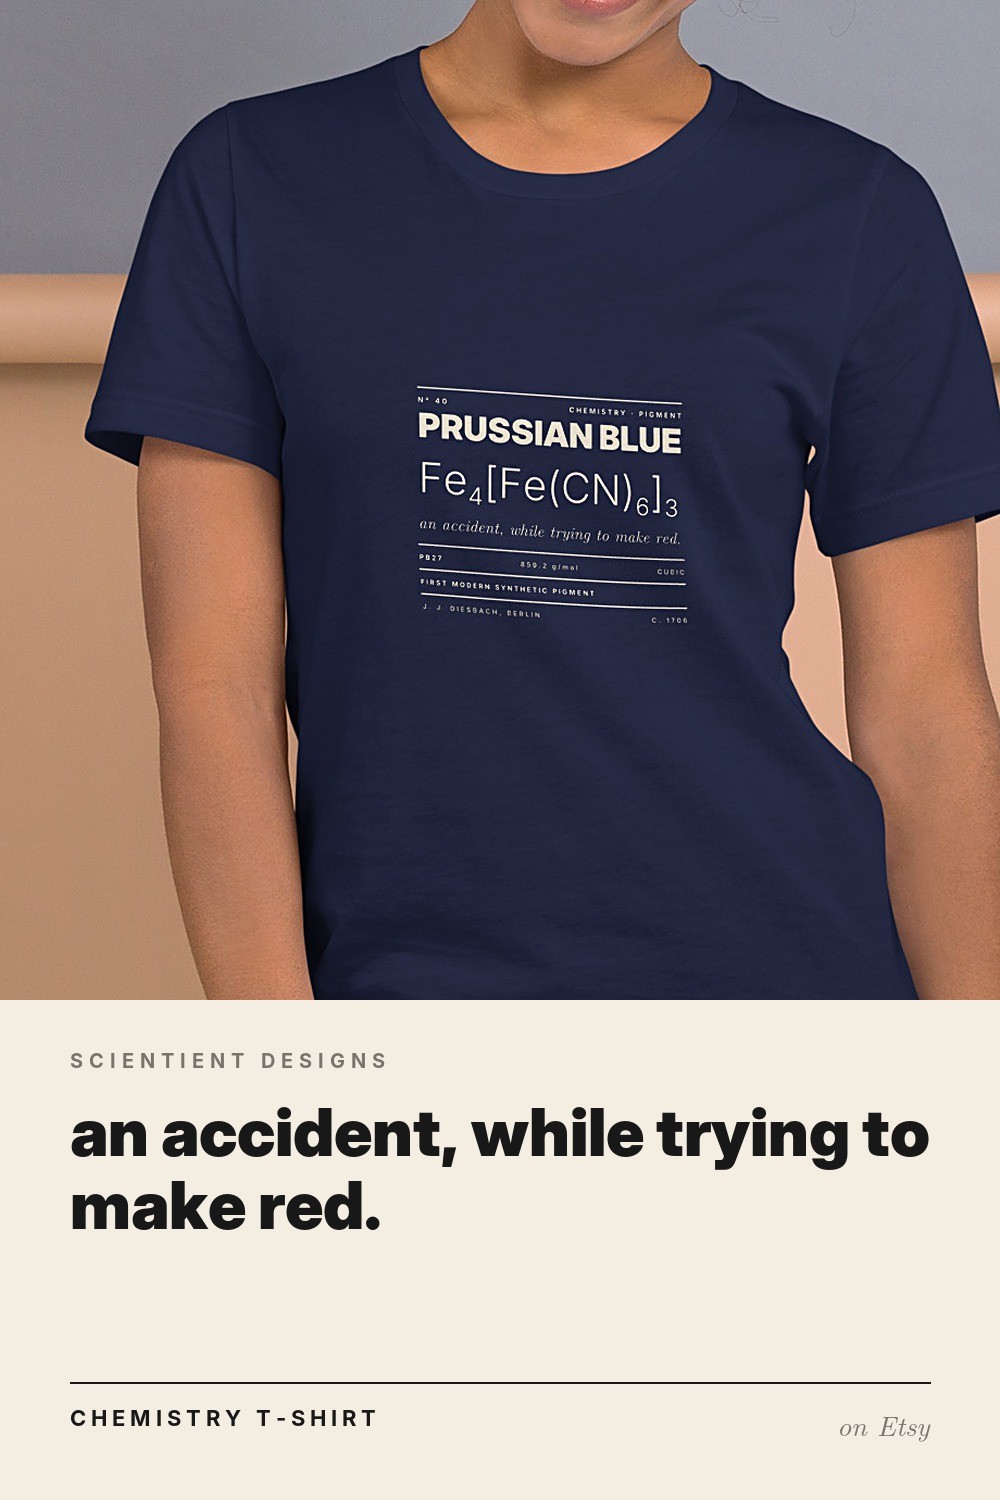 Nº 40
CHEMISTRY · PIGMENT
PRUSSIAN BLUE
Fe₄[Fe(CN)₆]₃
an accident, while trying to make red.
PB27 859.2 g/mol CUBIC
FIRST MODERN SYNTHETIC PIGMENT
J. J. DIESBACH, BERLIN C. 1706
SCIENTIENT DESIGNS
an accident, while trying to
make red.
CHEMISTRY T-SHIRT
on Etsy